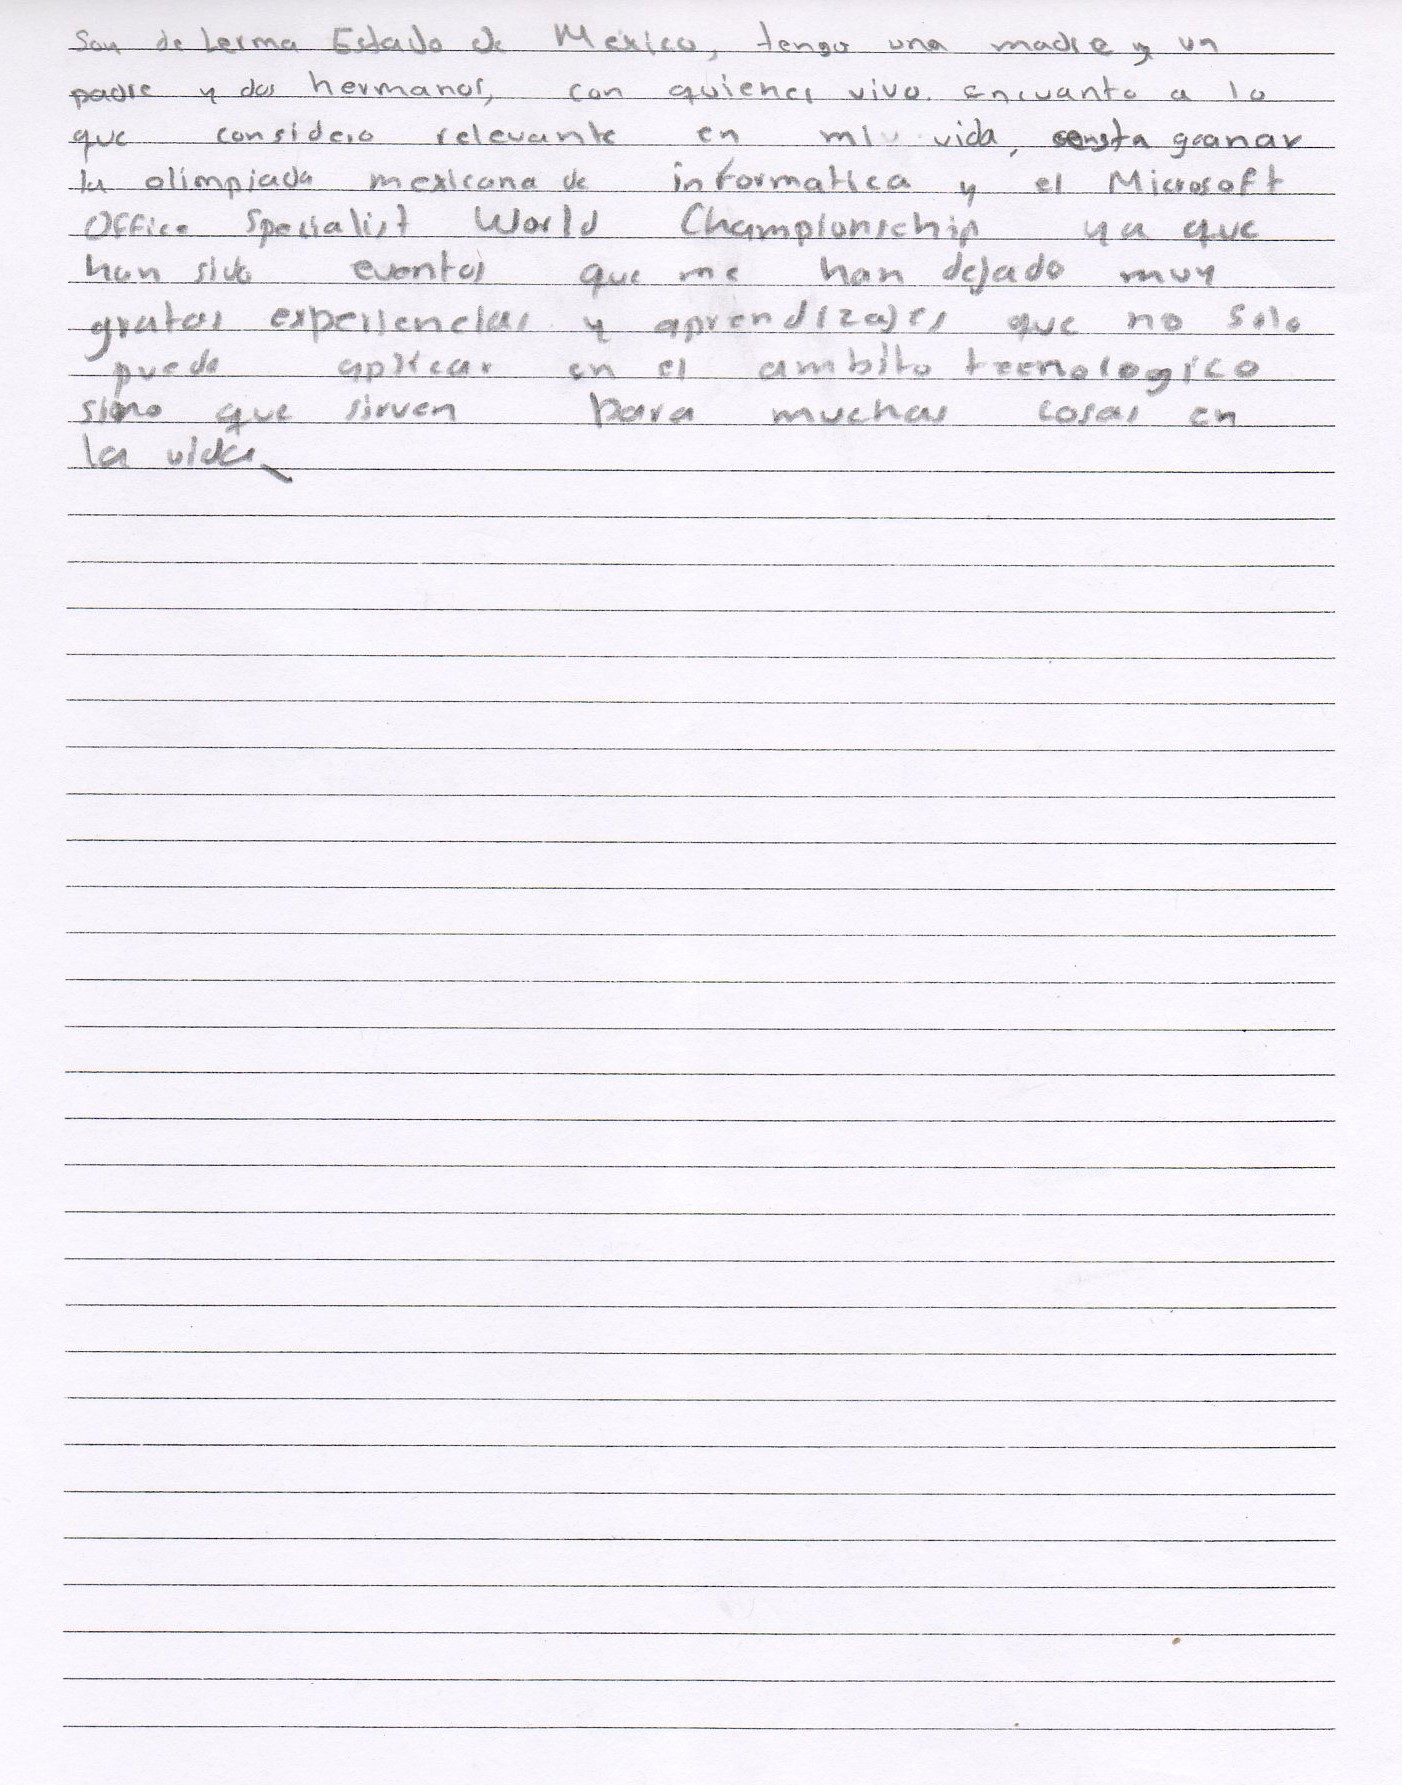 Soy de Lerma Estado de Mexico, tengo una madre y un
padre y dos hermanos, con quienes vivo. encuanto a lo
que considero relevante en mi vida, ganar
la olimpiada mexicana de informatica y el Microsoft
Office Specialist World Championschip ya que
han sido eventos que me han dejado muy
gratas experiencias y aprendizajes que no solo
puedo aplicar en el ambito tecnologico
sino que sirven para muchas cosas en
la vida